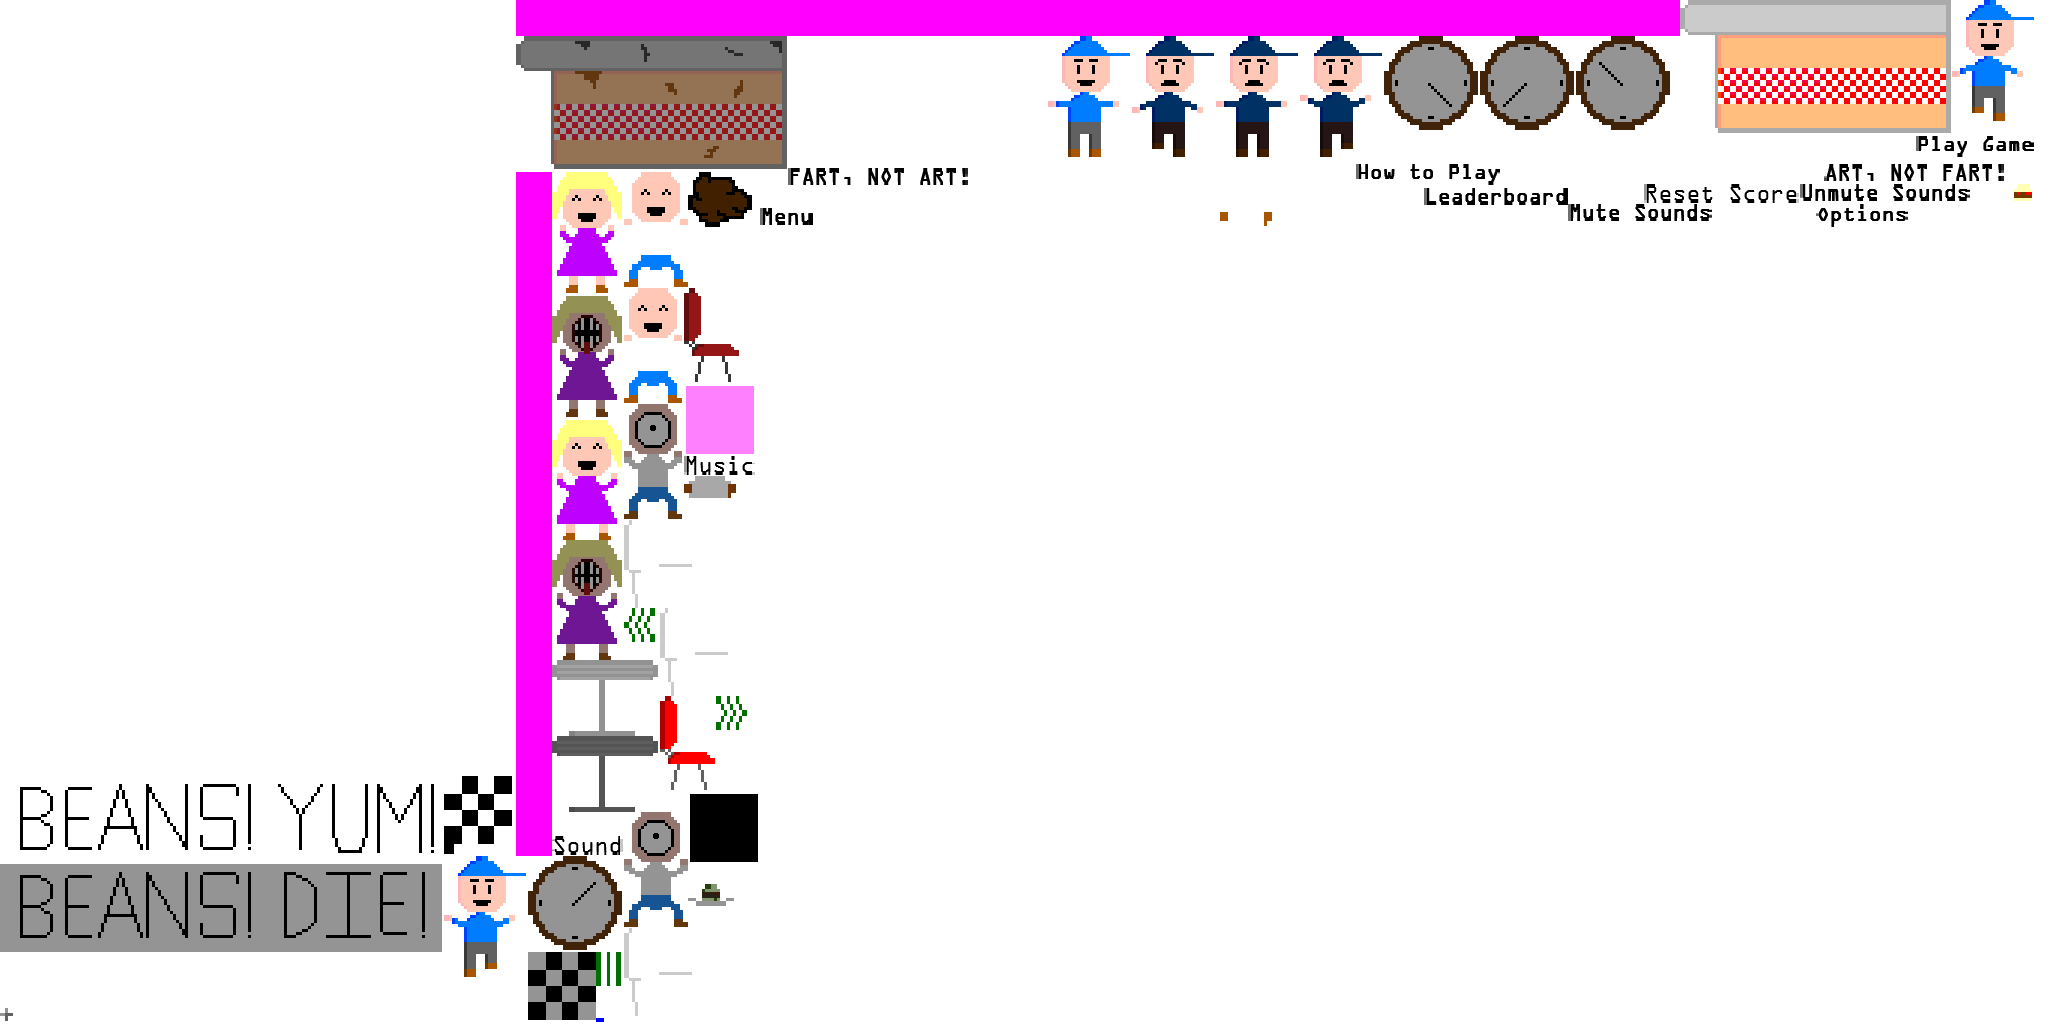 Play Game
FART, NOT ART!
How to Play
ART, NOT FART!
Leaderboard
Reset Score
Unmute Sounds
Menu
Mute Sounds
Options
Music
BEANS! YUM!
Sound
BEANS! DIE!